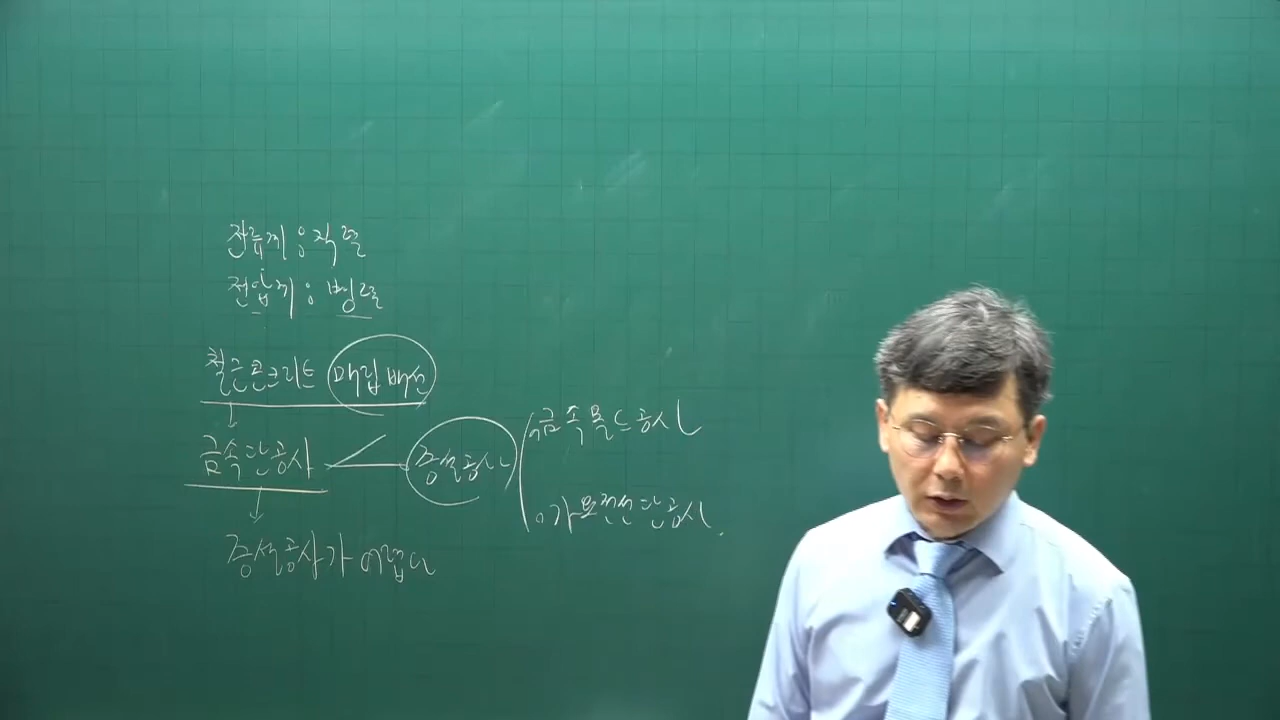 전류계 : 직렬
전압계 : 병렬
철근콘크리트 매립배선
금속관공사
증설공사
금속몰드공사
가요전선관공사
증설공사가 어렵다